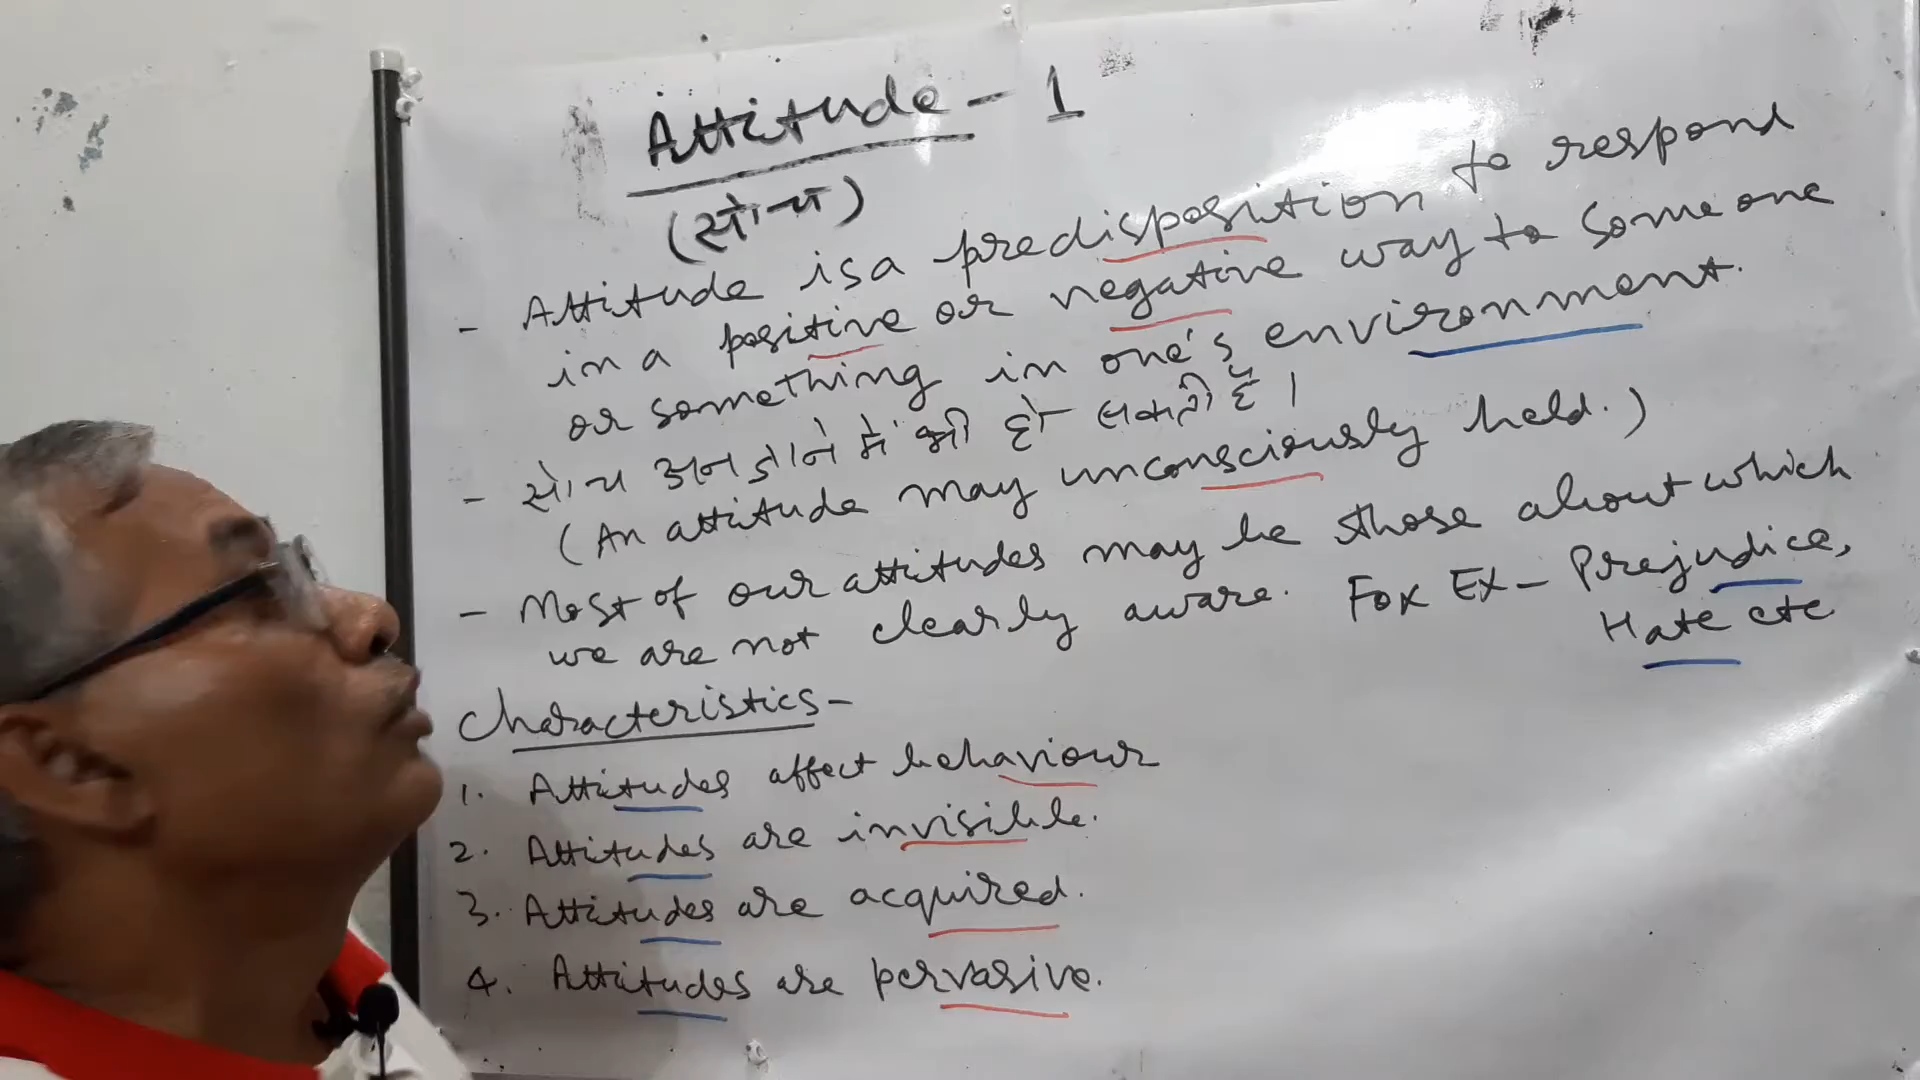 Attitude - 1
(सोच)
- Attitude is a predisposition to respond
in a positive or negative way to someone
or something in one's environment.
- सोच अनजाने में भी हो सकती है।
(An attitude may unconsciously held.)
- Most of our attitudes may be those about which
we are not clearly aware. For Ex - Prejudice,
Hate etc
Characteristics -
1. Attitudes affect behaviour
2. Attitudes are invisible.
3. Attitudes are acquired.
4. Attitudes are pervasive.